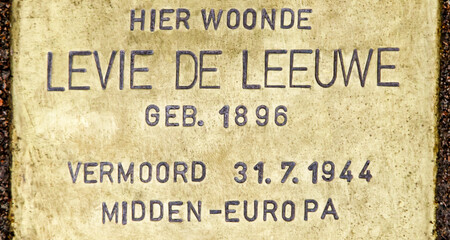 HIER WOONDE
LEVIE DE LEEUWE
GEB. 1896
VERMOORD 31.7.1944
MIDDEN-EUROPA